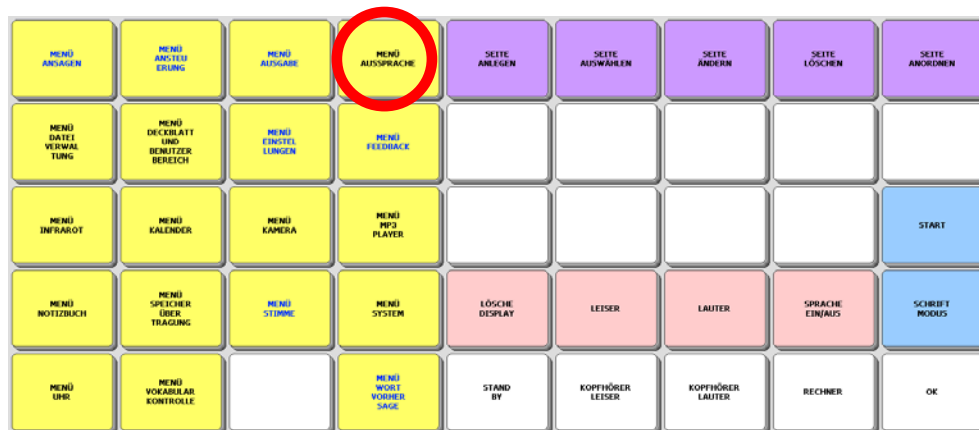 MENÜ
ANSAGEN
MENÜ
ANSTEU
ERUNG
MENÜ
AUSGABE
MENÜ
AUSSPRACHE
SEITE
ANLEGEN
SEITE
AUSWÄHLEN
SEITE
ÄNDERN
SEITE
LÖSCHEN
SEITE
ANORDNEN
MENÜ
DATEI
VERWAL
TUNG
MENÜ
DECKBLATT
UND
BENUTZER
BEREICH
MENÜ
EINSTEL
LUNGEN
MENÜ
FEEDBACK
MENÜ
INFRAROT
MENÜ
KALENDER
MENÜ
KAMERA
MENÜ
MP3
PLAYER
START
MENÜ
NOTIZBUCH
MENÜ
SPEICHER
ÜBER
TRAGUNG
MENÜ
STIMME
MENÜ
SYSTEM
LÖSCHE
DISPLAY
LEISER
LAUTER
SPRACHE
EIN/AUS
SCHRIFT
MODUS
MENÜ
UHR
MENÜ
VOKABULAR
KONTROLLE
MENÜ
WORT
VORHER
SAGE
STAND
BY
KOPFHÖRER
LEISER
KOPFHÖRER
LAUTER
RECHNER
OK